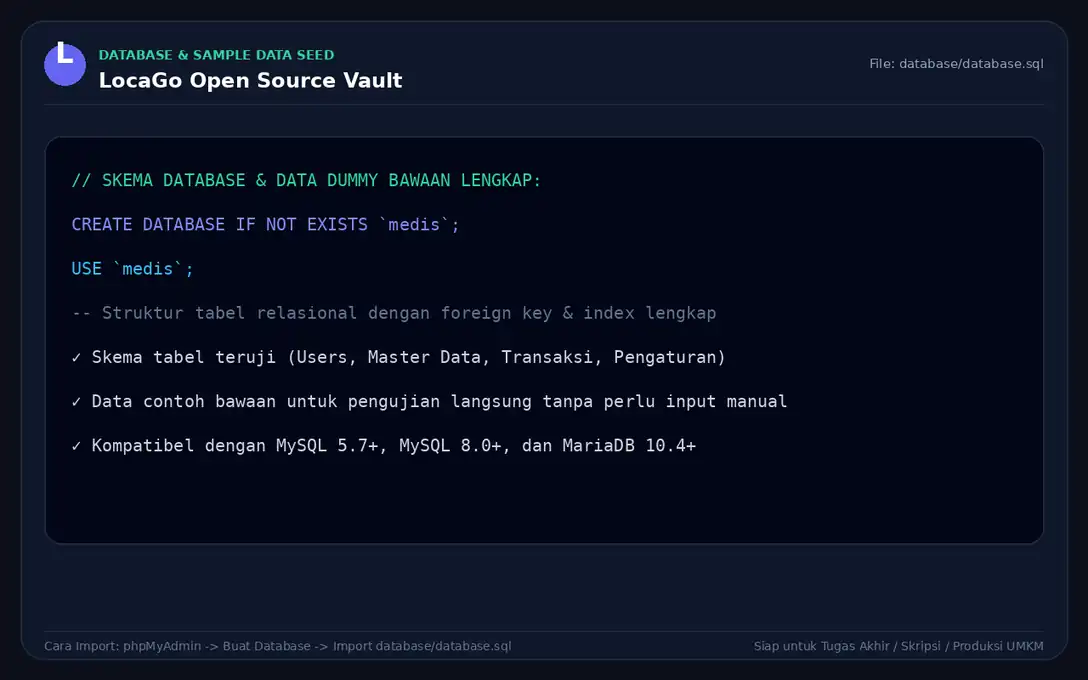 L
DATABASE & SAMPLE DATA SEED
LocaGo Open Source Vault
File: database/database.sql
// SKEMA DATABASE & DATA DUMMY BAWAAN LENGKAP:
CREATE DATABASE IF NOT EXISTS `medis`;
USE `medis`;
-- Struktur tabel relasional dengan foreign key & index lengkap
✓ Skema tabel teruji (Users, Master Data, Transaksi, Pengaturan)
✓ Data contoh bawaan untuk pengujian langsung tanpa perlu input manual
✓ Kompatibel dengan MySQL 5.7+, MySQL 8.0+, dan MariaDB 10.4+
Cara Import: phpMyAdmin -> Buat Database -> Import database/database.sql
Siap untuk Tugas Akhir / Skripsi / Produksi UMKM